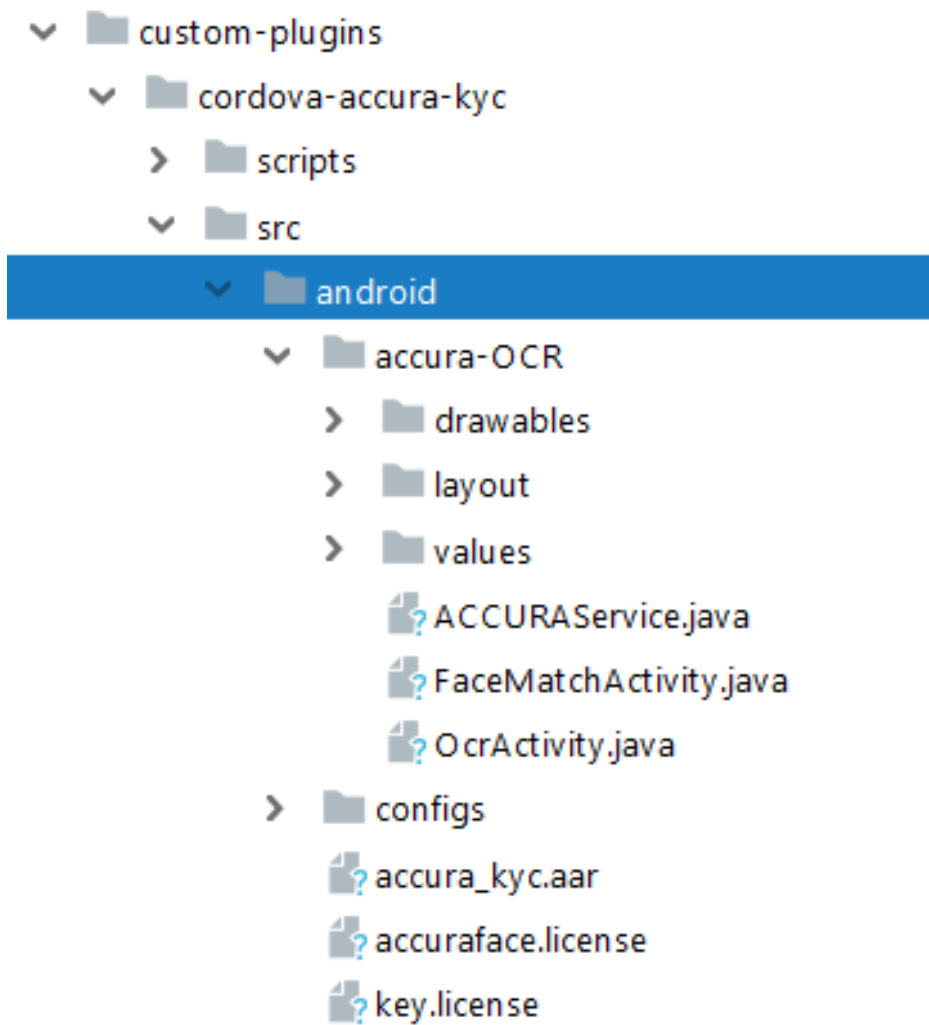 custom-plugins
cordova-accura-kyc
scripts
src
android
accura-OCR
drawables
layout
values
ACCURAService.java
FaceMatchActivity.java
OcrActivity.java
configs
accura_kyc.aar
accuraface.license
key.license